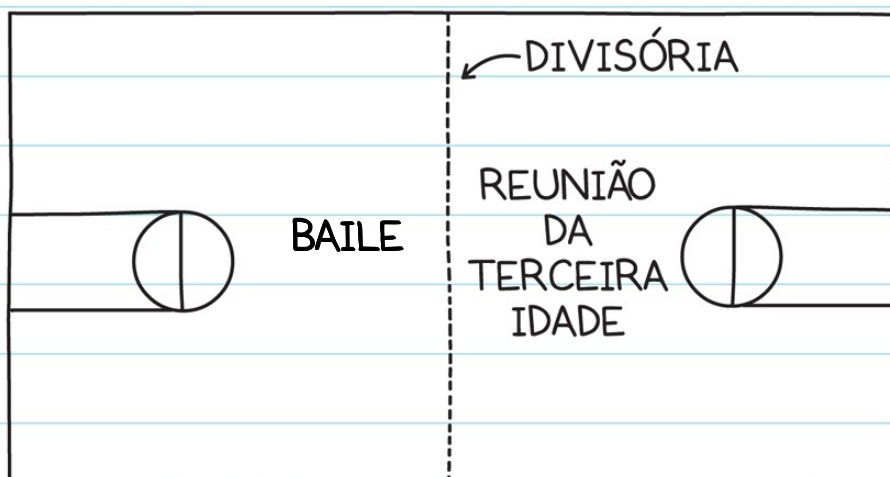 DIVISÓRIA
BAILE
REUNIÃO
DA
TERCEIRA
IDADE